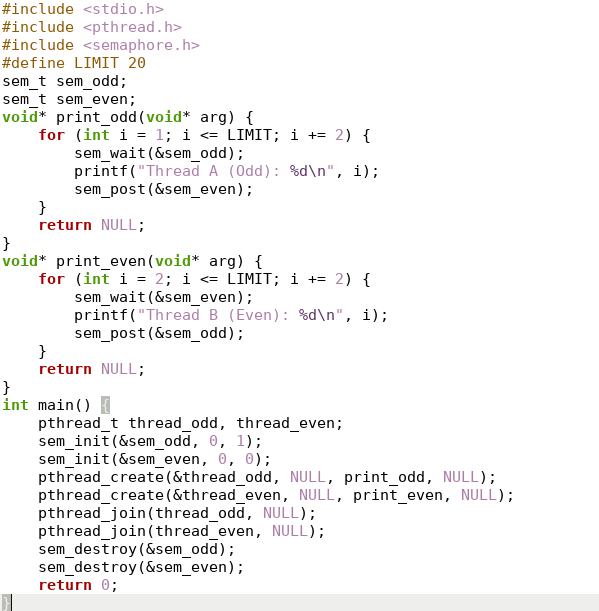 #include <stdio.h>
#include <pthread.h>
#include <semaphore.h>
#define LIMIT 20
sem_t sem_odd;
sem_t sem_even;
void* print_odd(void* arg) {
    for (int i = 1; i <= LIMIT; i += 2) {
        sem_wait(&sem_odd);
        printf("Thread A (Odd): %d\n", i);
        sem_post(&sem_even);
    }
    return NULL;
}
void* print_even(void* arg) {
    for (int i = 2; i <= LIMIT; i += 2) {
        sem_wait(&sem_even);
        printf("Thread B (Even): %d\n", i);
        sem_post(&sem_odd);
    }
    return NULL;
}
int main() {
    pthread_t thread_odd, thread_even;
    sem_init(&sem_odd, 0, 1);
    sem_init(&sem_even, 0, 0);
    pthread_create(&thread_odd, NULL, print_odd, NULL);
    pthread_create(&thread_even, NULL, print_even, NULL);
    pthread_join(thread_odd, NULL);
    pthread_join(thread_even, NULL);
    sem_destroy(&sem_odd);
    sem_destroy(&sem_even);
    return 0;
}